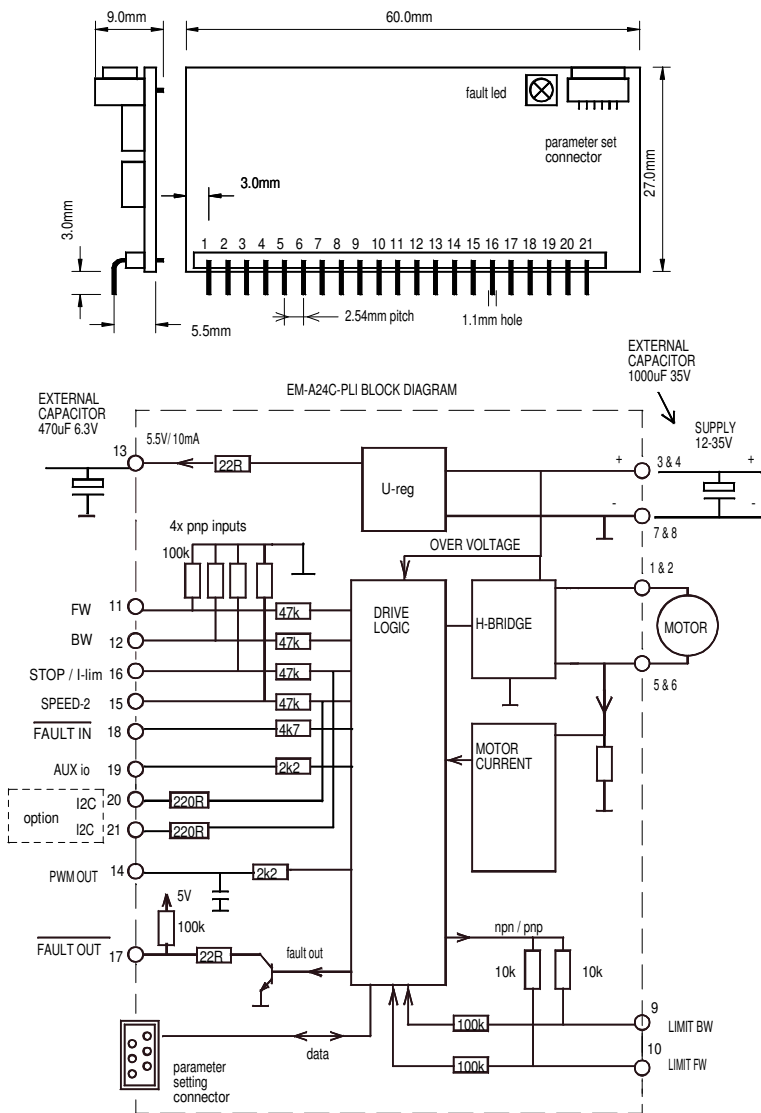 9.0mm
60.0mm
fault led
parameter set
connector
27.0mm
3.0mm
3.0mm
1 2 3 4 5 6 7 8 9 10 11 12 13 14 15 16 17 18 19 20 21
5.5mm
2.54mm pitch
1.1mm hole
EXTERNAL
CAPACITOR
1000uF 35V
EXTERNAL
CAPACITOR
470uF 6.3V
EM-A24C-PLI BLOCK DIAGRAM
SUPPLY
12-35V
13
5.5V/ 10mA
22R
U-reg
+
3 & 4
+
-
-
7 & 8
4x pnp inputs
100k
OVER VOLTAGE
1 & 2
DRIVE
LOGIC
H-BRIDGE
MOTOR
5 & 6
FW
11
47k
BW
12
47k
STOP / I-lim
16
47k
SPEED-2
15
47k
FAULT IN
18
4k7
MOTOR
CURRENT
AUX io
19
2k2
option
I2C
20
220R
I2C
21
220R
PWM OUT
14
2k2
5V
100k
FAULT OUT
17
22R
fault out
npn / pnp
10k
10k
9
100k
LIMIT BW
10
100k
LIMIT FW
data
parameter
setting
connector